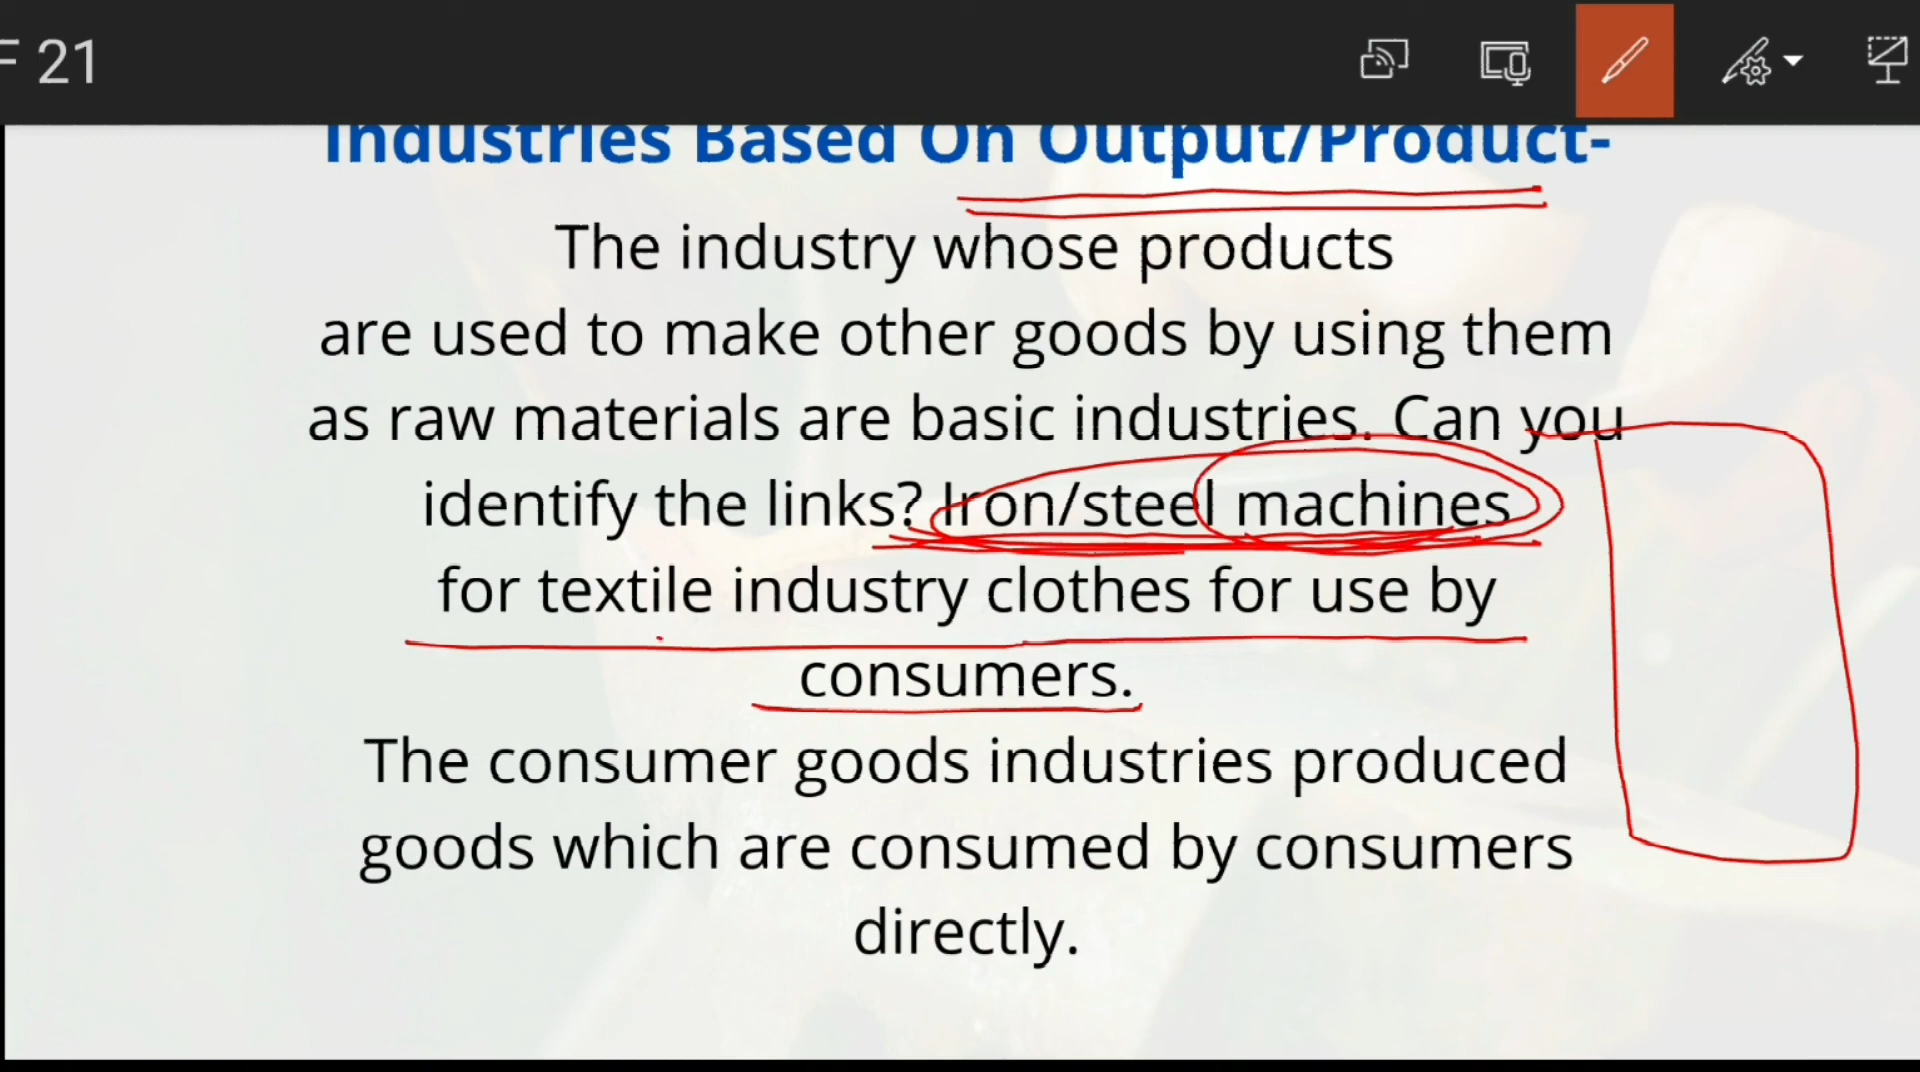 F 21
Industries Based On Output/Product-
The industry whose products
are used to make other goods by using them
as raw materials are basic industries. Can you
identify the links? Iron/steel machines
for textile industry clothes for use by
consumers.
The consumer goods industries produced
goods which are consumed by consumers
directly.